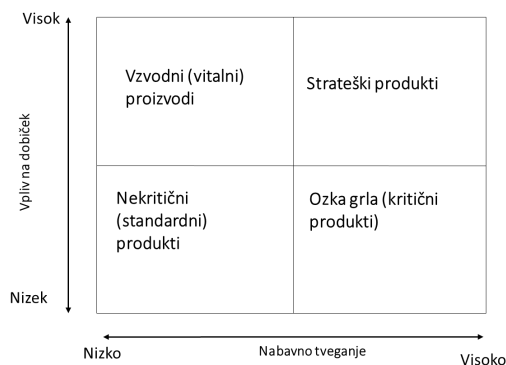 Visok
Vzvodni (vitalni)
proizvodi
Strateški produkti
Vpliv na dobiček
Nekritični
(standardni)
produkti
Ozka grla (kritični
produkti)
Nizek
Nizko
Nabavno tveganje
Visoko